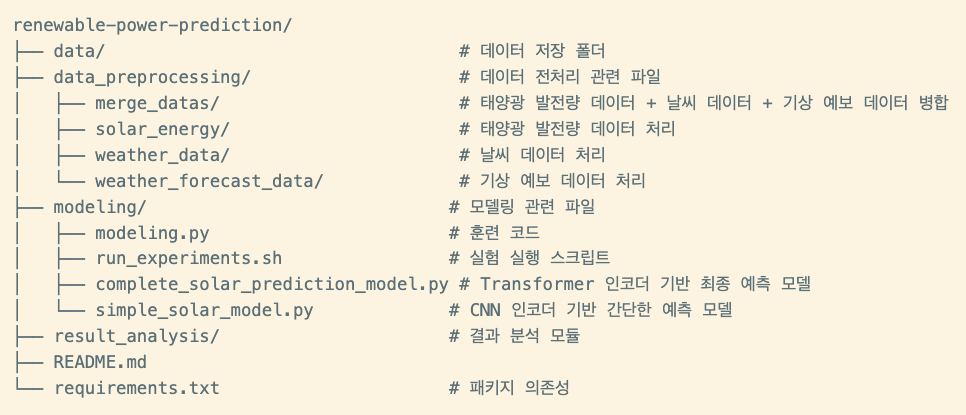 renewable-power-prediction/
├── data/                                  # 데이터 저장 폴더
├── data_preprocessing/                    # 데이터 전처리 관련 파일
│   ├── merge_datas/                       # 태양광 발전량 데이터 + 날씨 데이터 + 기상 예보 데이터 병합
│   ├── solar_energy/                      # 태양광 발전량 데이터 처리
│   ├── weather_data/                      # 날씨 데이터 처리
│   └── weather_forecast_data/             # 기상 예보 데이터 처리
├── modeling/                             # 모델링 관련 파일
│   ├── modeling.py                       # 훈련 코드
│   ├── run_experiments.sh                # 실험 실행 스크립트
│   ├── complete_solar_prediction_model.py # Transformer 인코더 기반 최종 예측 모델
│   └── simple_solar_model.py             # CNN 인코더 기반 간단한 예측 모델
├── result_analysis/                      # 결과 분석 모듈
├── README.md
└── requirements.txt                      # 패키지 의존성